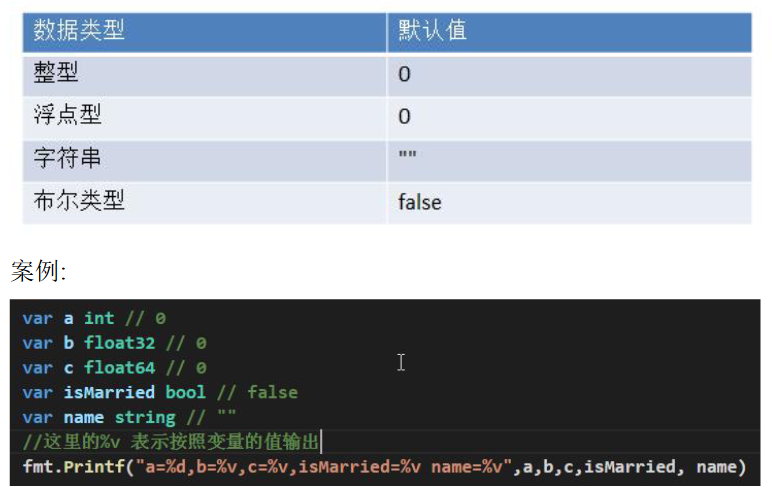 数据类型 默认值
整型 0
浮点型 0
字符串 ""
布尔类型 false
案例:
var a int // 0
var b float32 // 0
var c float64 // 0
var isMarried bool // false
var name string // ""
//这里的%v 表示按照变量的值输出
fmt.Printf("a=%d,b=%v,c=%v,isMarried=%v name=%v",a,b,c,isMarried, name)